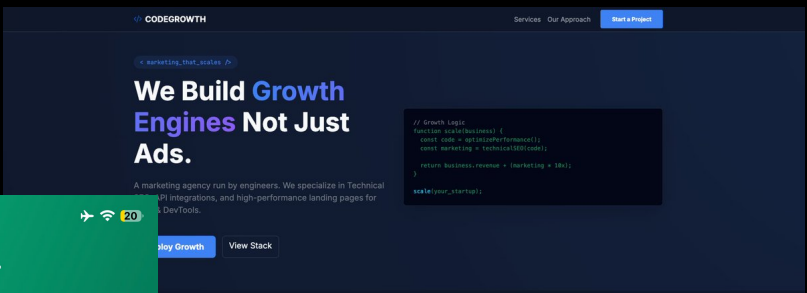 </> CODEGROWTH
Services Our Approach Start a Project
< marketing_that_scales />
We Build Growth
Engines Not Just
Ads.
A marketing agency run by engineers. We specialize in Technical
API integrations, and high-performance landing pages for
& DevTools.
View Stack
Growth
// Growth Logic
function scale(business) {
const code = optimizePerformance();
const marketing = technicalSEO(code);
return business.revenue + (marketing * 10x);
}
scale(your_startup);
20